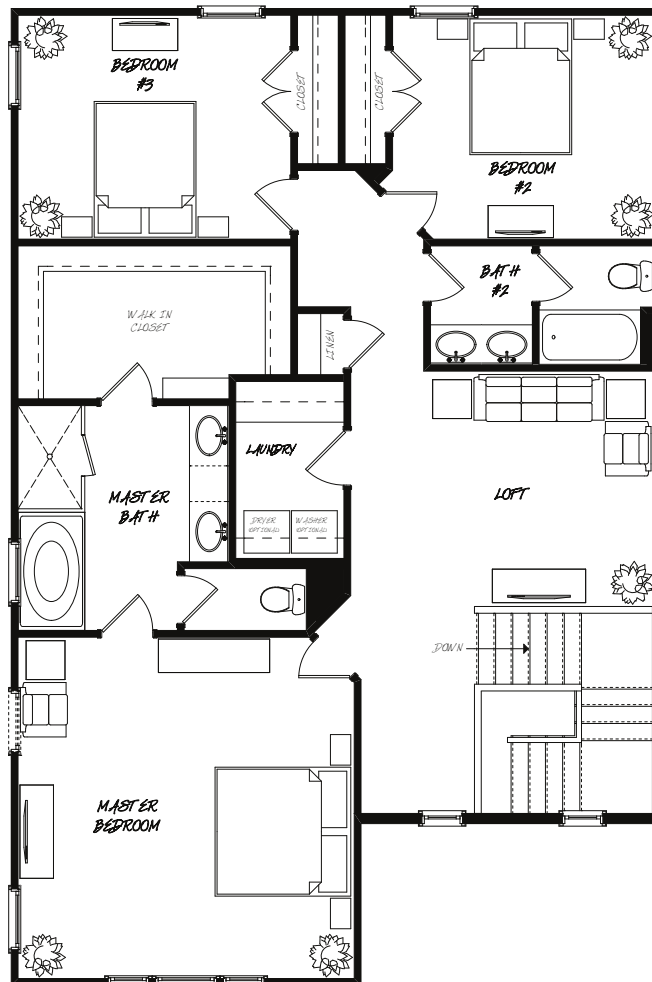 BEDROOM
#3
CLOSET
CLOSET
BEDROOM
#2
BATH
#2
WALK IN
CLOSET
LINEN
LAUNDRY
MASTER
BATH
DRYER
OPTIONAL
WASHER
OPTIONAL
LOFT
DOWN
MASTER
BEDROOM